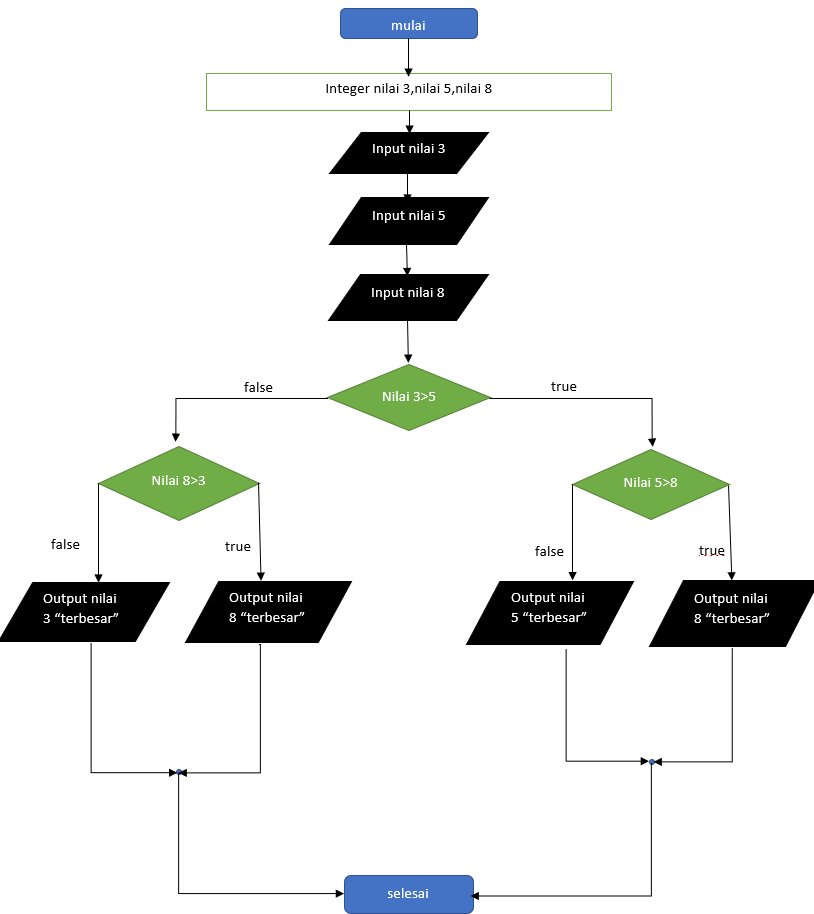 mulai
Integer nilai 3,nilai 5,nilai 8
Input nilai 3
Input nilai 5
Input nilai 8
false
true
Nilai 3>5
Nilai 8>3
Nilai 5>8
false
true
false
true
Output nilai
3 “terbesar”
Output nilai
8 “terbesar”
Output nilai
5 “terbesar”
Output nilai
8 “terbesar”
selesai